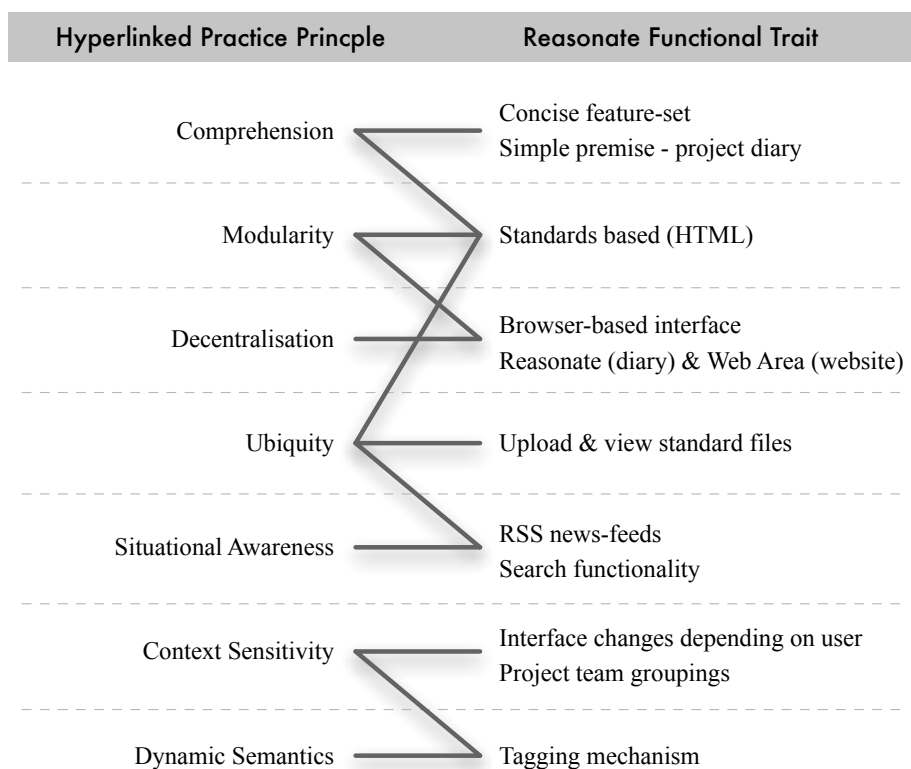 Hyperlinked Practice Princple Reasonate Functional Trait
Comprehension
Concise feature-set
Simple premise - project diary
Modularity
Standards based (HTML)
Decentralisation
Browser-based interface
Reasonate (diary) & Web Area (website)
Ubiquity
Upload & view standard files
Situational Awareness
RSS news-feeds
Search functionality
Context Sensitivity
Interface changes depending on user
Project team groupings
Dynamic Semantics
Tagging mechanism